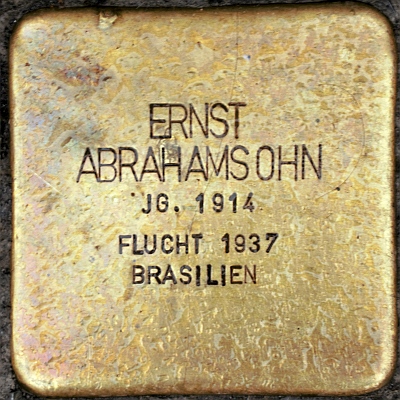 ERNST
ABRAHAMSOHN
JG. 1914
FLUCHT 1937
BRASILIEN